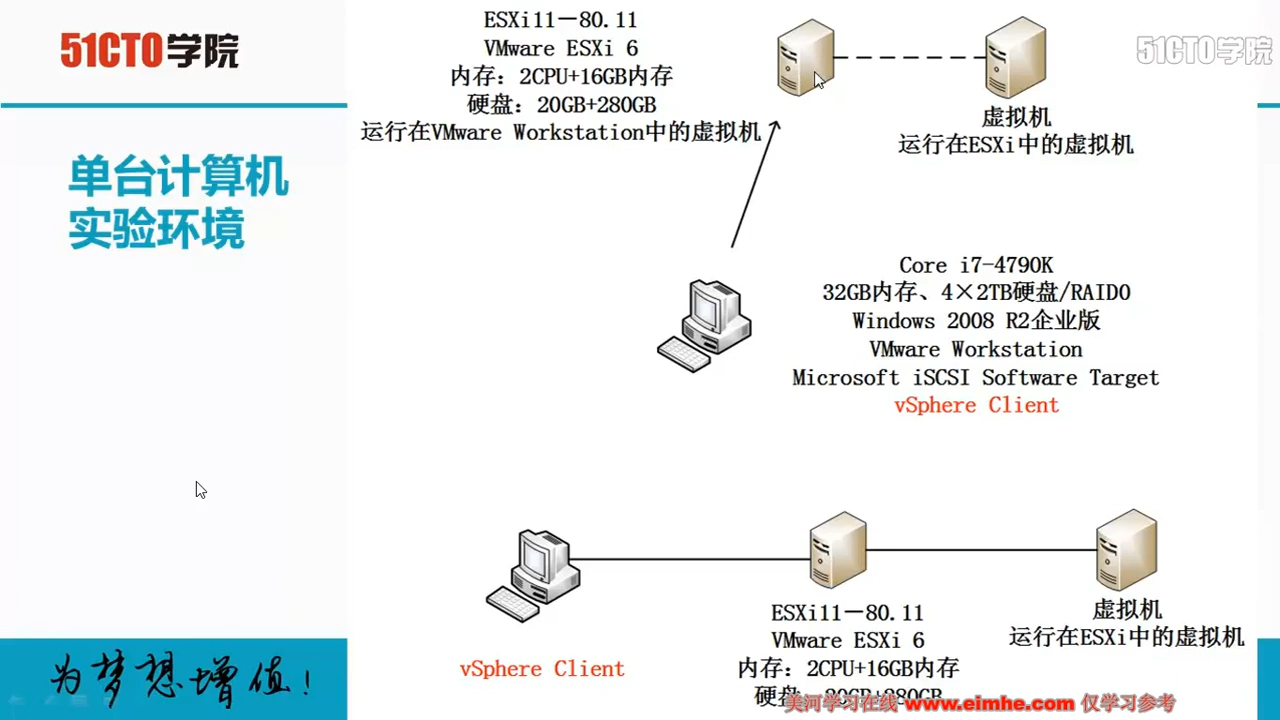 51CTO学院
51CTO学院
单台计算机
实验环境
ESXi11－80.11
VMware ESXi 6
内存：2CPU+16GB内存
硬盘：20GB+280GB
运行在VMware Workstation中的虚拟机
虚拟机
运行在ESXi中的虚拟机
Core i7-4790K
32GB内存、4×2TB硬盘/RAID0
Windows 2008 R2企业版
VMware Workstation
Microsoft iSCSI Software Target
vSphere Client
vSphere Client
ESXi11－80.11
VMware ESXi 6
内存：2CPU+16GB内存
硬盘：20GB+280GB
虚拟机
运行在ESXi中的虚拟机
为梦想增值！
美河学习在线 www.eimhe.com 仅学习参考